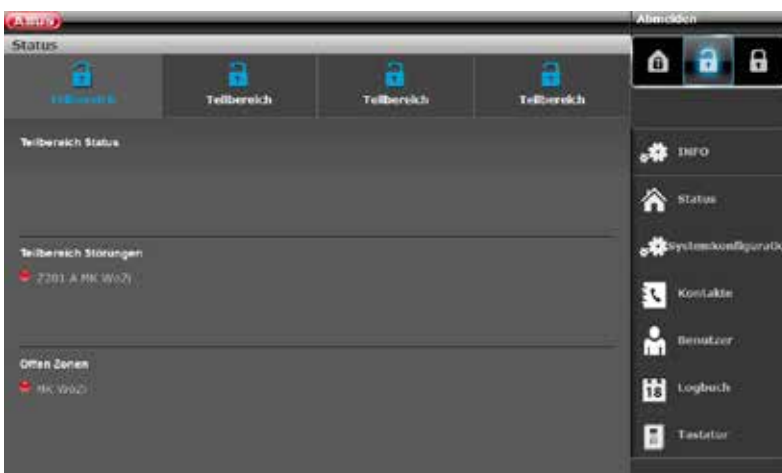 ABUS
Abmelden
Status
Teilbereich
Teilbereich
Teilbereich
Teilbereich
Teilbereich Status
Teilbereich Störungen
Z201 A MK WoZi
Offen Zonen
MK WoZi
INFO
Status
Systemkonfiguratio
Kontakte
Benutzer
Logbuch
18
Tastatur